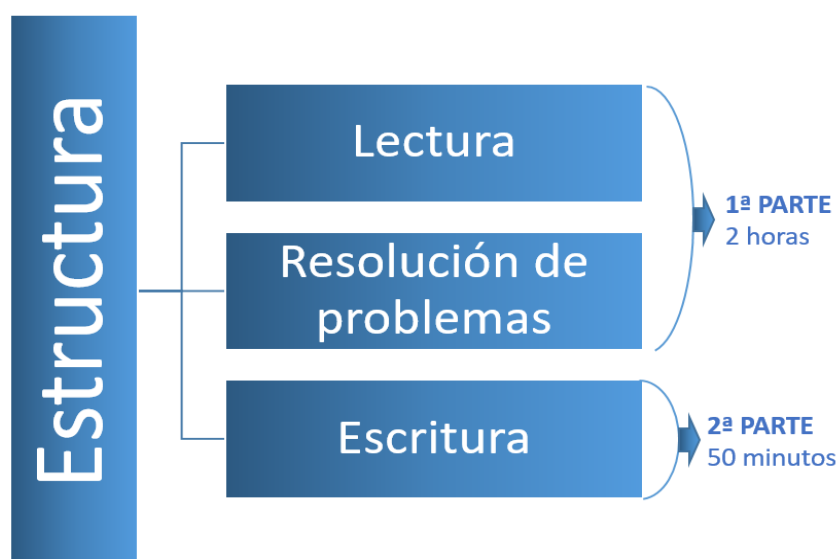 Estructura
Lectura
Resolución de
problemas
Escritura
1ª PARTE
2 horas
2ª PARTE
50 minutos